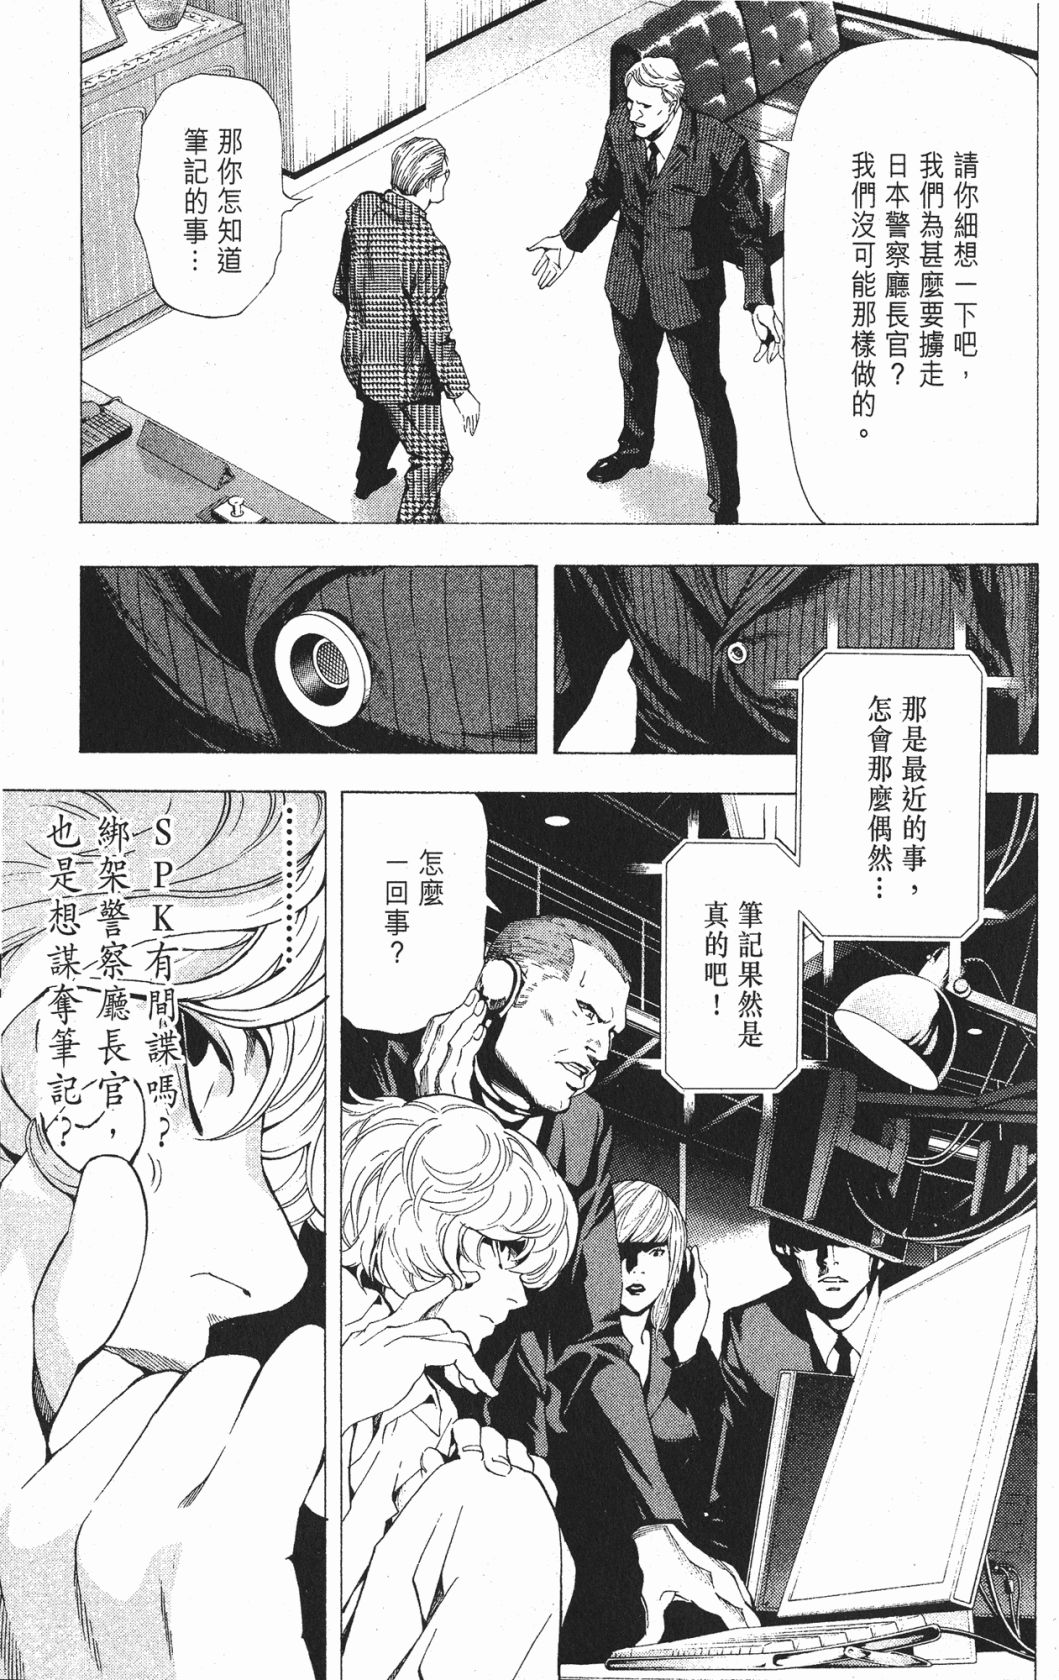 請你細想一下吧，
我們為甚麼要擄走
日本警察廳長官？
我們沒可能那樣做的。
那你怎知道
筆記的事…
那是最近的事，
怎會那麼偶然…
筆記果然是
真的吧！
怎麼
一回事？
………
SPK有間諜嗎？
綁架警察廳長官，
也是想謀奪筆記？